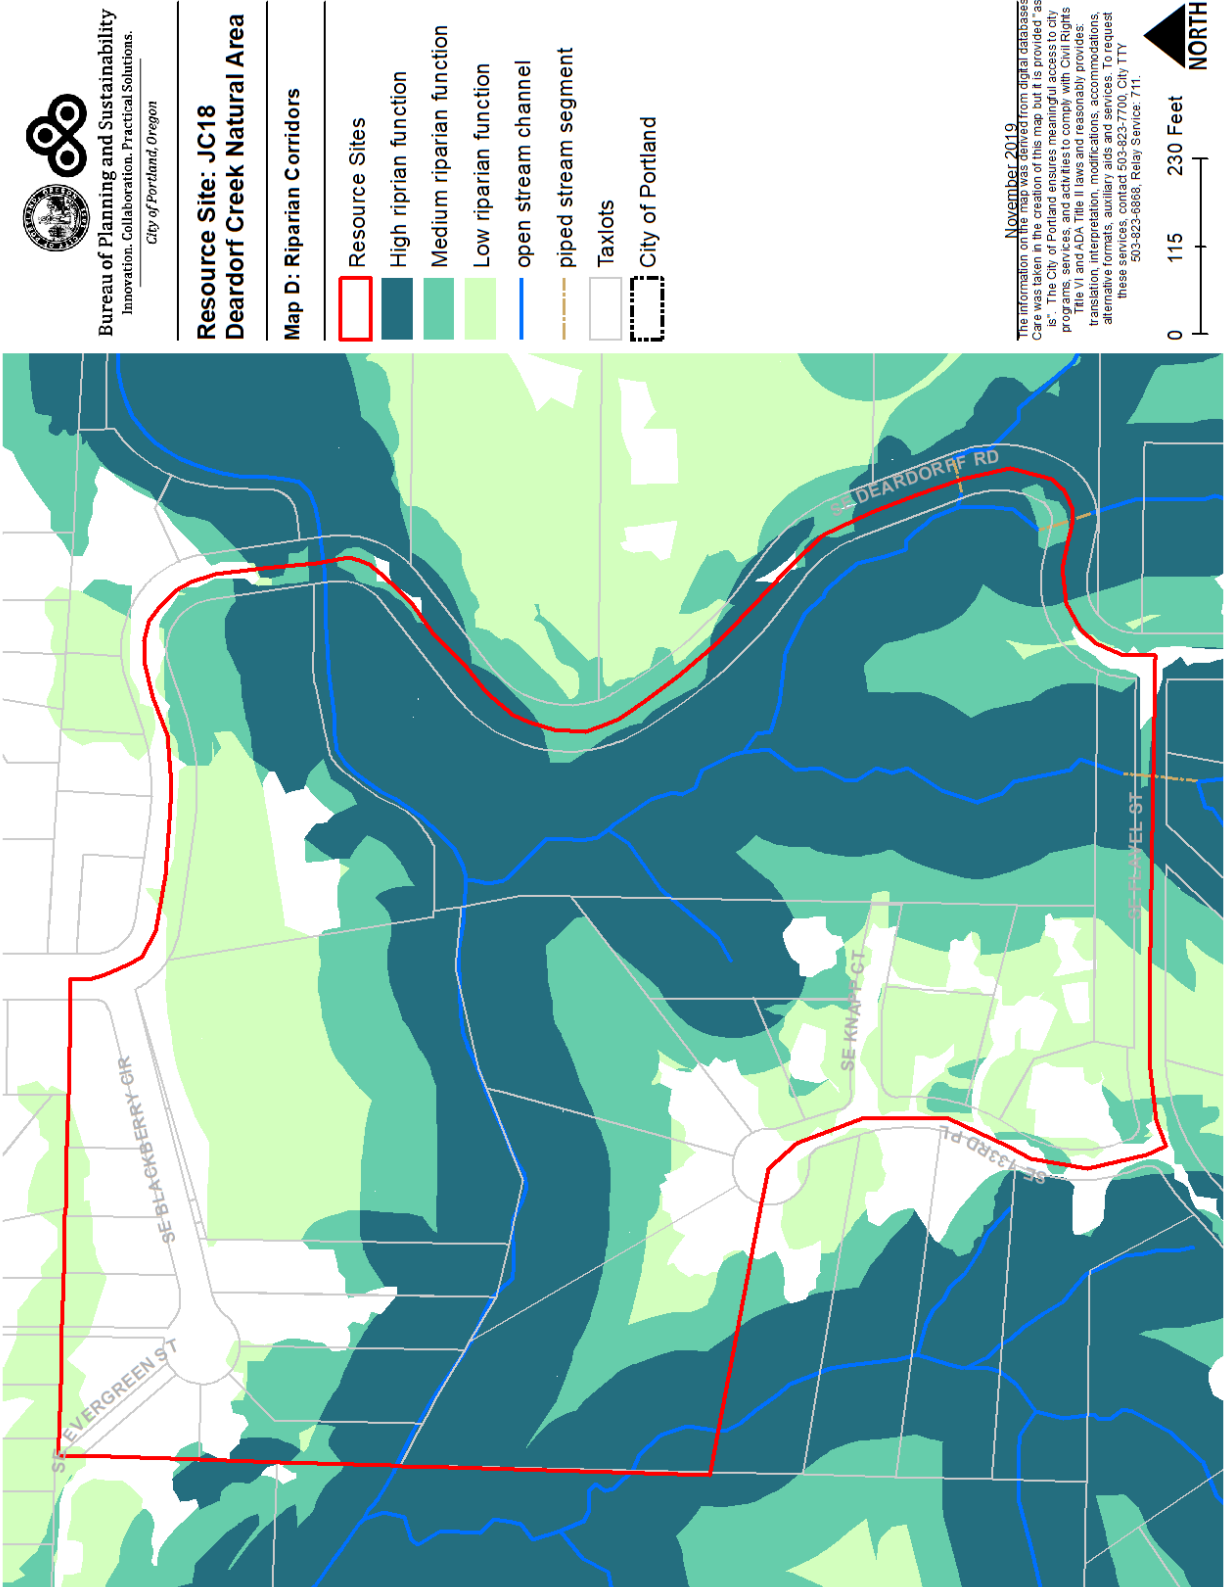 Bureau of Planning and Sustainability
Innovation. Collaboration. Practical Solutions.
City of Portland, Oregon
Resource Site: JC18
Deardorf Creek Natural Area
Map D: Riparian Corridors
Resource Sites
High riprian function
Medium riparian function
Low riparian function
open stream channel
piped stream segment
Taxlots
City of Portland
November 2019
The information on the map was derived from digital databases
Care was taken in the creation of this map but it is provided "as
is". The City of Portland ensures meaningful access to city
programs, services, and activities to comply with Civil Rights
Title VI and ADA Title II laws and reasonably provides:
translation, interpretation, modifications, accommodations,
alternative formats, auxiliary aids and services. To request
these services, contact 503-823-7700, City TTY
503-823-6868, Relay Service: 711.
0 115 230 Feet
NORTH
SE DEARDORFF RD
SE FLAVEL ST
SE KNAPP CT
SE 133RD PL
SE BLACKBERRY CIR
SE EVERGREEN ST